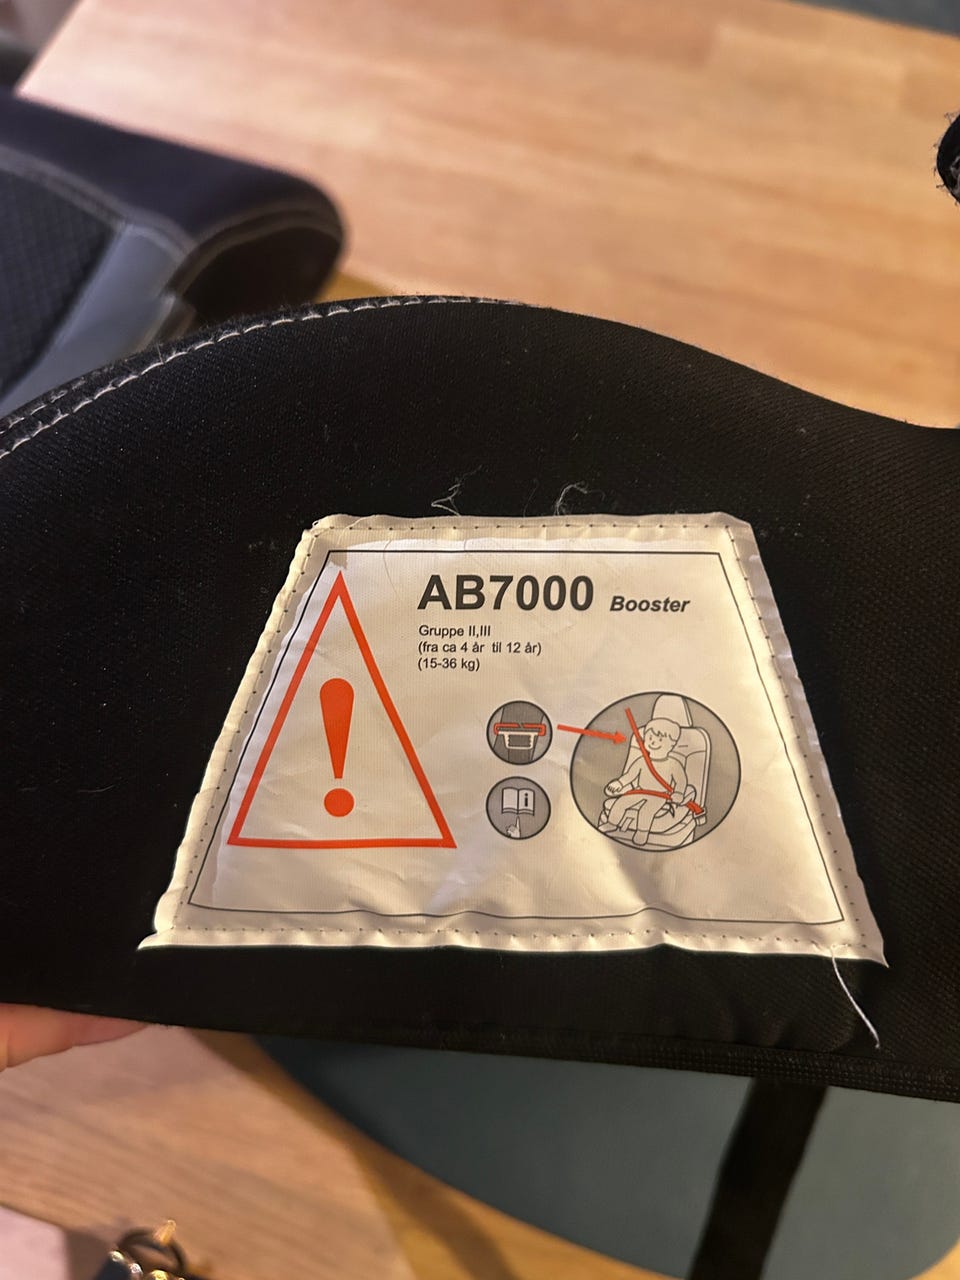 AB7000 Booster
Gruppe II,III
(fra ca 4 år til 12 år)
(15-36 kg)